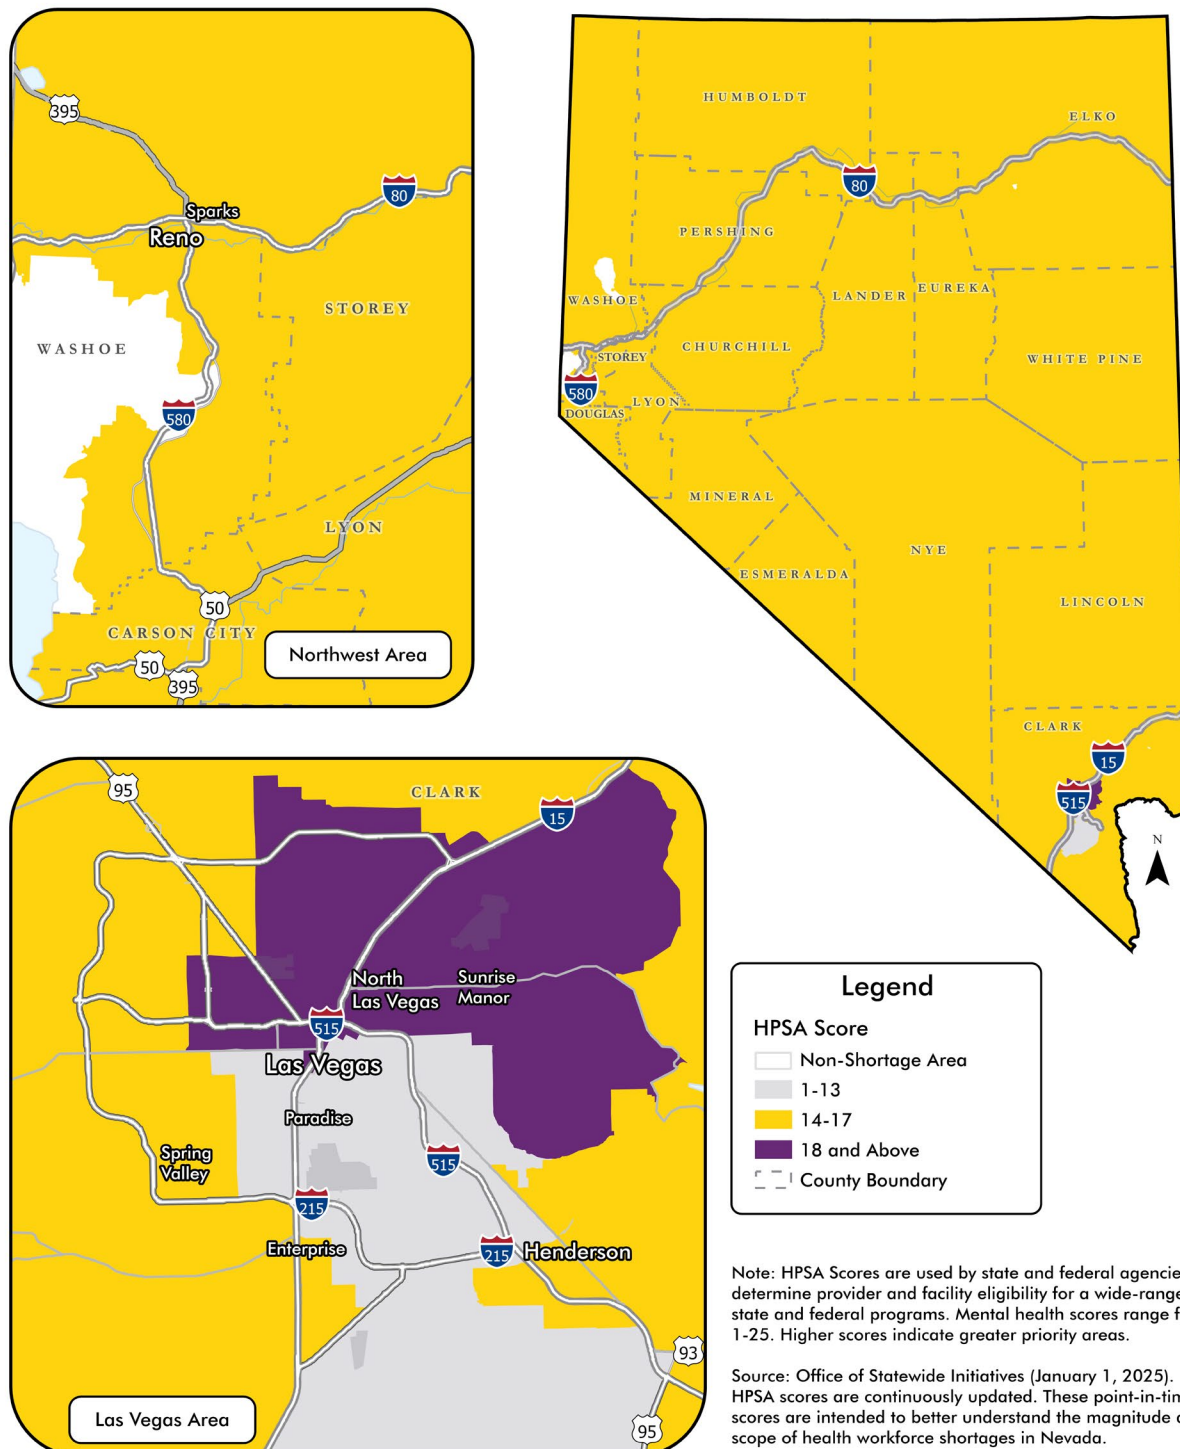 395
80
Sparks
Reno
STOREY
WASHOE
580
LYON
50
CARSON CITY
50
395
Northwest Area
HUMBOLDT
ELKO
80
PERSHING
WASHOE
LANDER
EUREKA
STOREY
CHURCHILL
WHITE PINE
580
DOUGLAS
LYON
MINERAL
NYE
ESMERALDA
LINCOLN
CLARK
15
515
N
95
CLARK
15
North
Las Vegas
Sunrise
Manor
515
Las Vegas
Paradise
Spring
Valley
515
215
Enterprise
215
Henderson
93
95
Las Vegas Area
Legend
HPSA Score
Non-Shortage Area
1-13
14-17
18 and Above
County Boundary
Note: HPSA Scores are used by state and federal agencie
determine provider and facility eligibility for a wide-range
state and federal programs. Mental health scores range f
1-25. Higher scores indicate greater priority areas.
Source: Office of Statewide Initiatives (January 1, 2025).
HPSA scores are continuously updated. These point-in-tim
scores are intended to better understand the magnitude a
scope of health workforce shortages in Nevada.